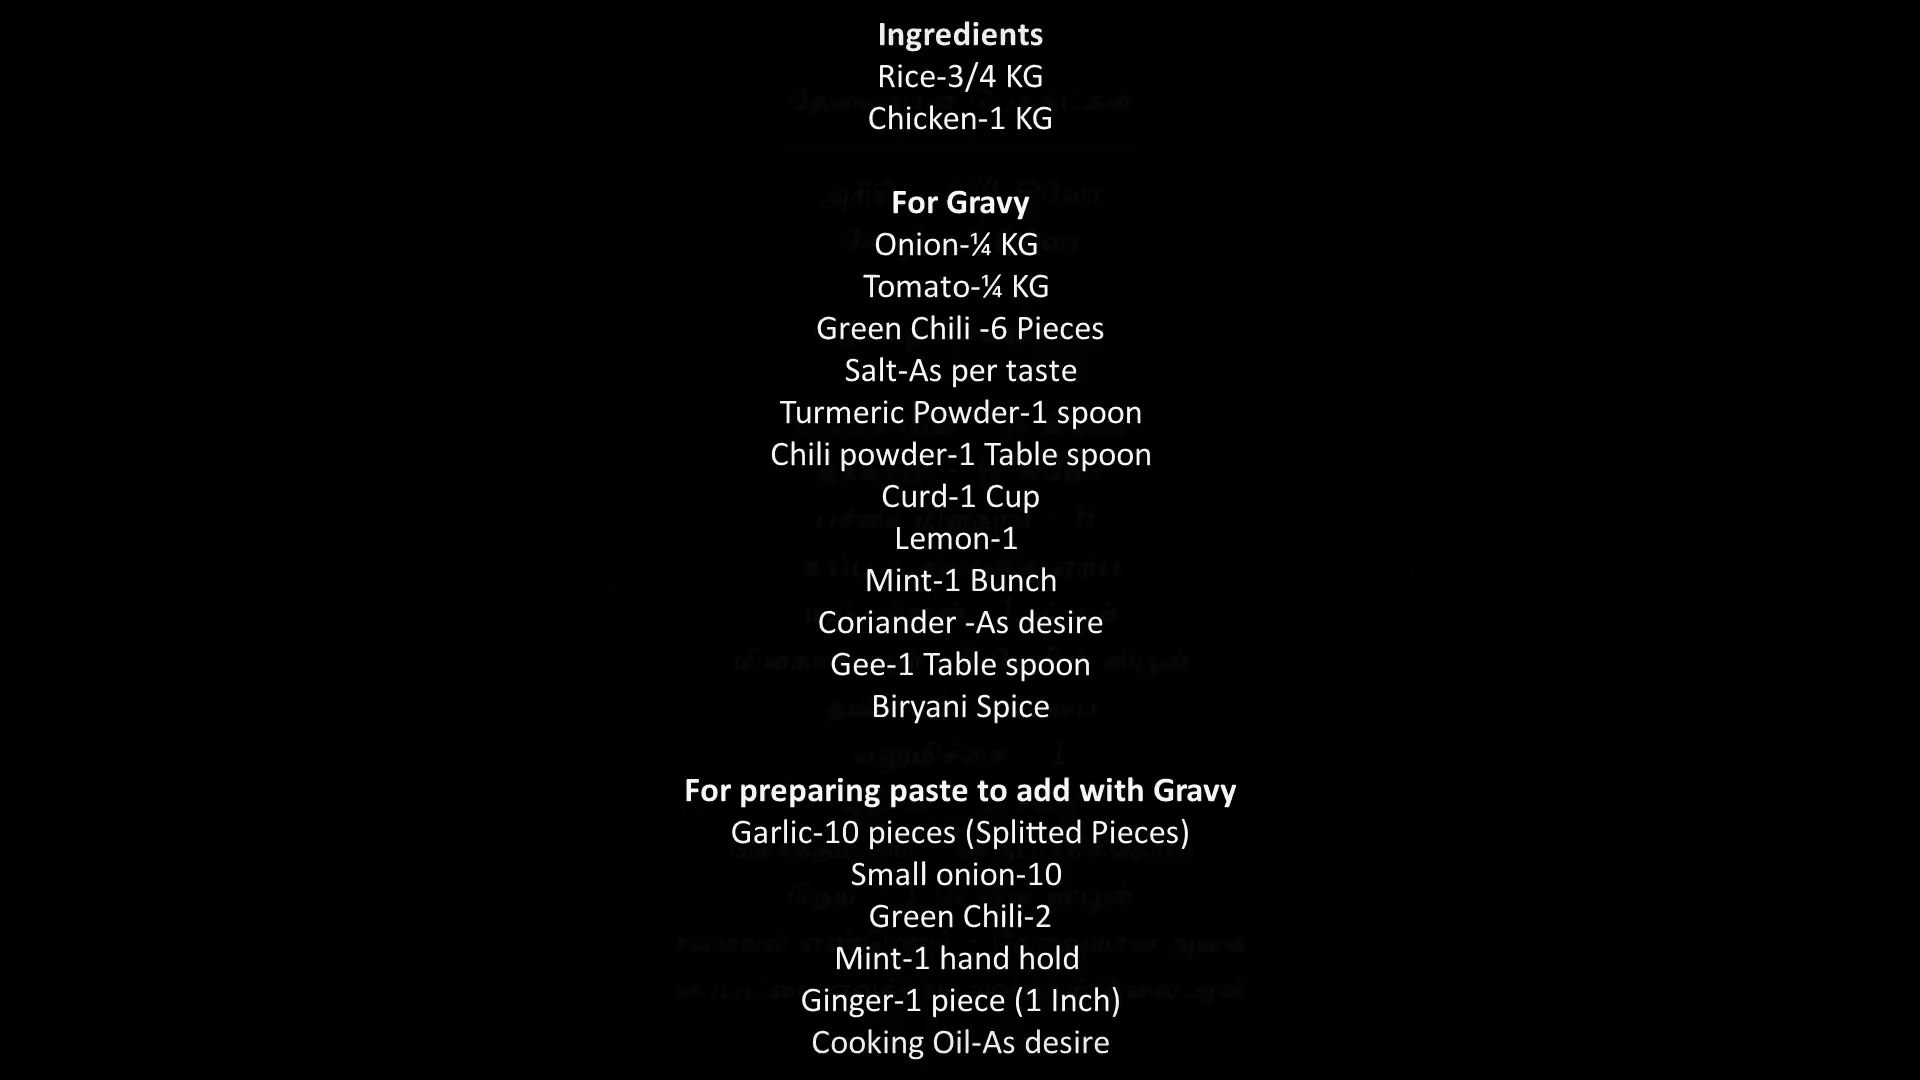 Ingredients
Rice-3/4 KG
Chicken-1 KG
For Gravy
Onion-¼ KG
Tomato-¼ KG
Green Chili -6 Pieces
Salt-As per taste
Turmeric Powder-1 spoon
Chili powder-1 Table spoon
Curd-1 Cup
Lemon-1
Mint-1 Bunch
Coriander -As desire
Gee-1 Table spoon
Biryani Spice
For preparing paste to add with Gravy
Garlic-10 pieces (Splitted Pieces)
Small onion-10
Green Chili-2
Mint-1 hand hold
Ginger-1 piece (1 Inch)
Cooking Oil-As desire